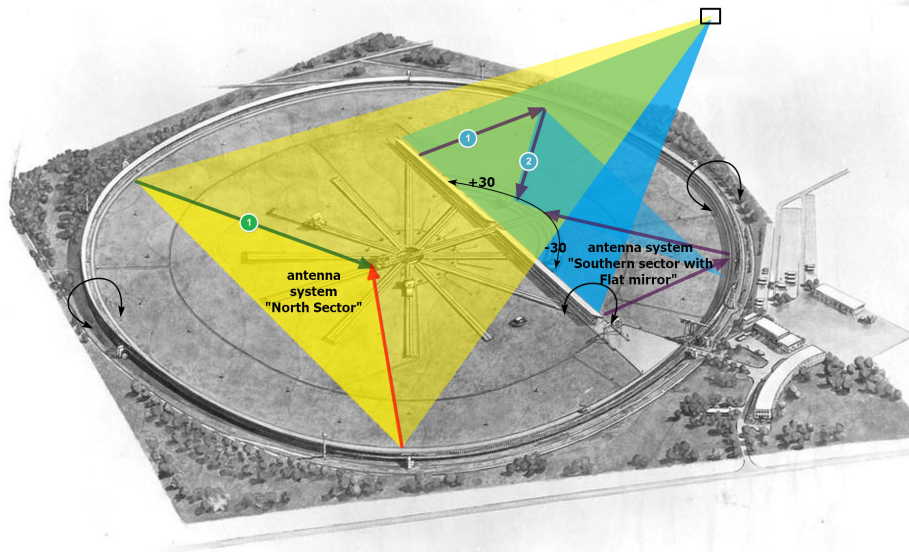 1
2
+30
1
-30
antenna system
"Southern sector with
Flat mirror"
antenna
system
"North Sector"